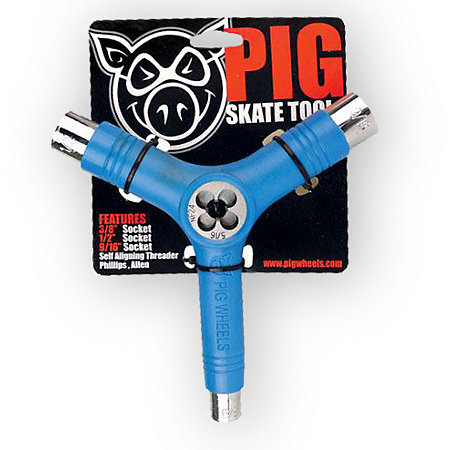 PIG
SKATE TOOL
FEATURES
3/8" Socket
1/2" Socket
9/16" Socket
Self Aligning Threader
Phillips , Allen
5/16
PIG WHEELS
www.pigwheels.com